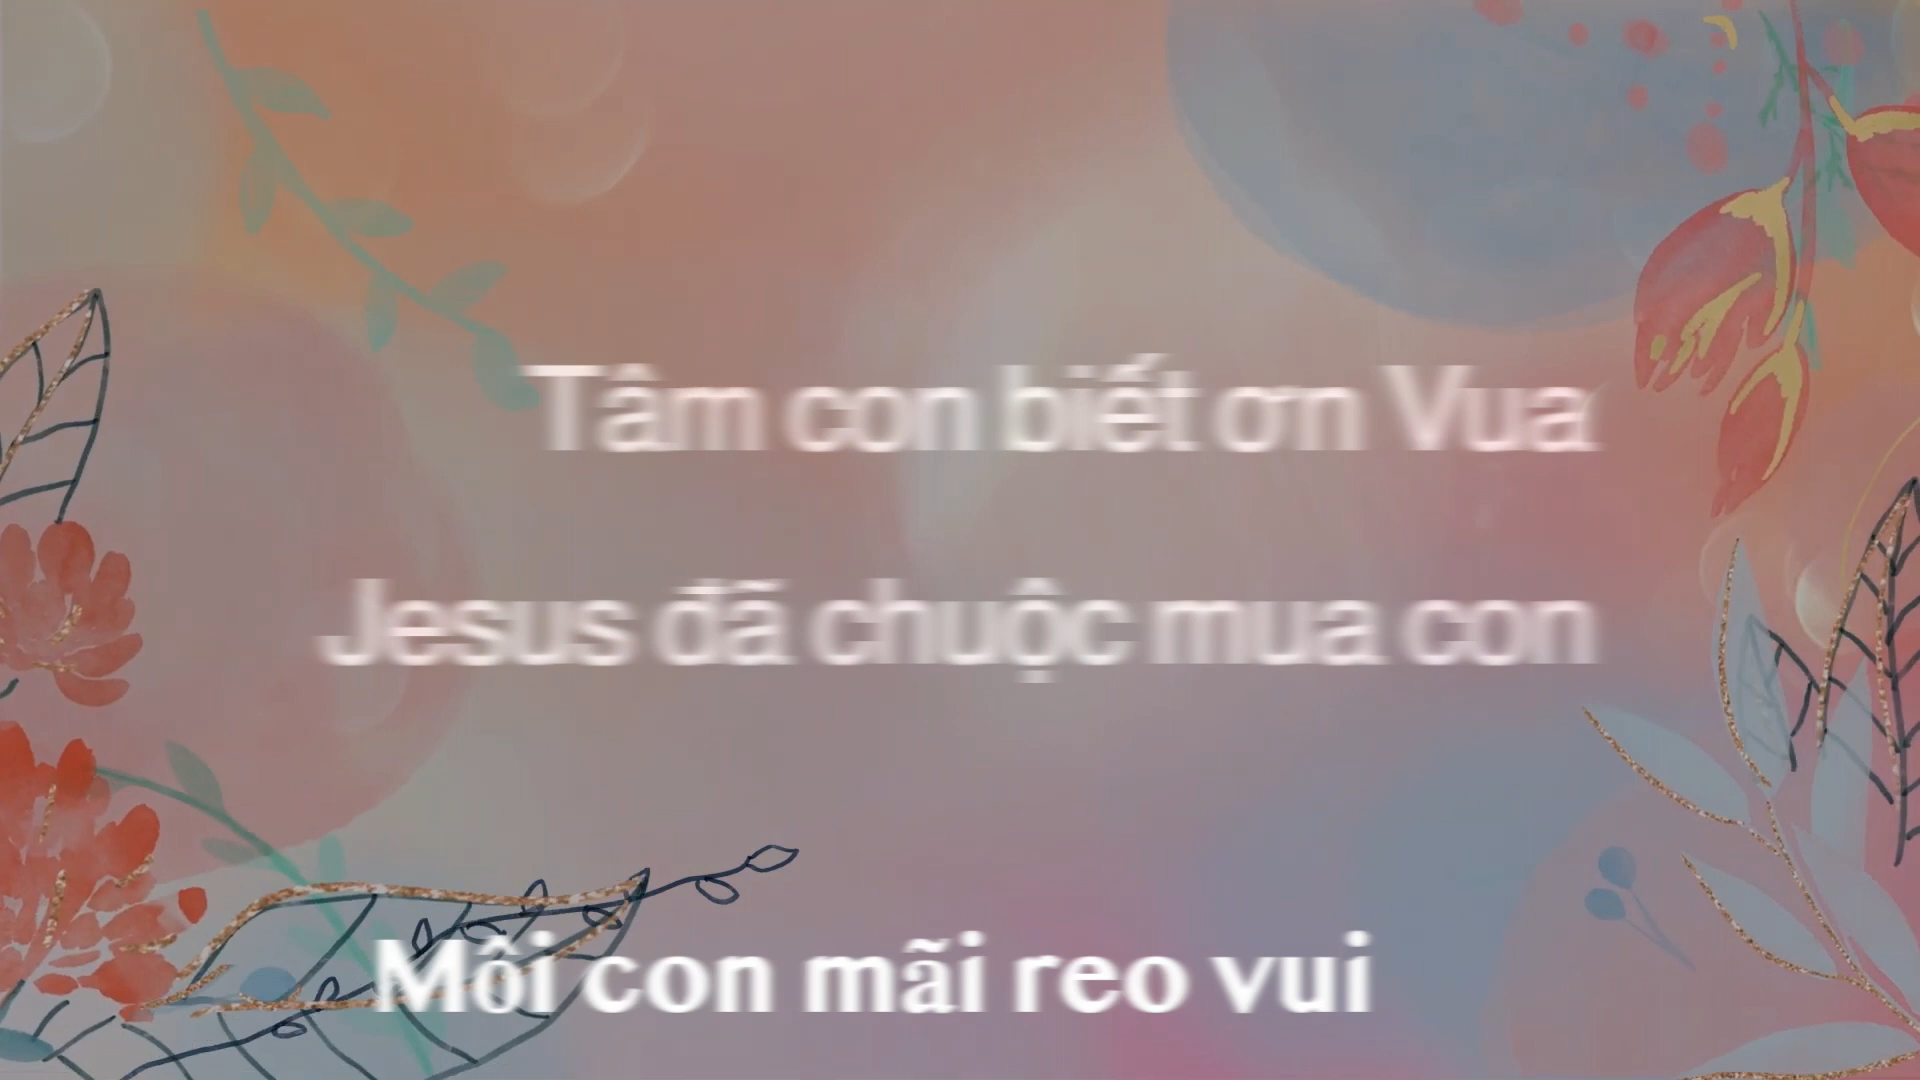 Tâm con biết ơn Vua
Jesus đã chuộc mua con
Môi con mãi reo vui